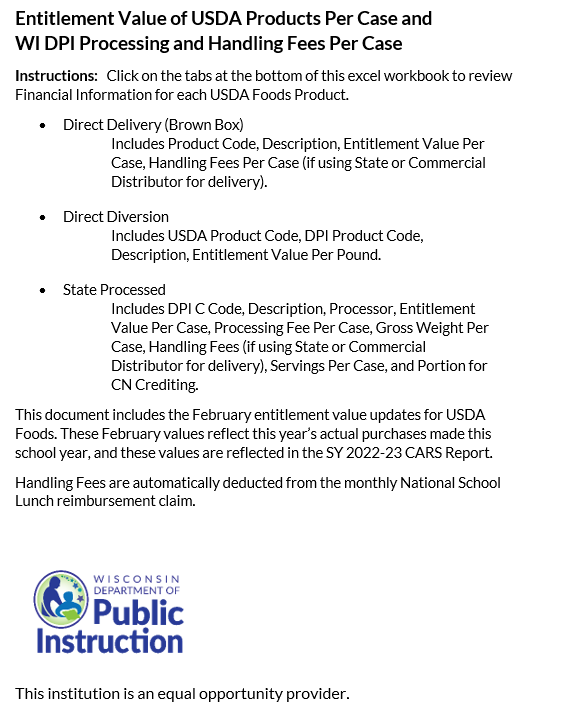 Entitlement Value of USDA Products Per Case and
WI DPI Processing and Handling Fees Per Case
Instructions: Click on the tabs at the bottom of this excel workbook to review
Financial Information for each USDA Foods Product.
• Direct Delivery (Brown Box)
Includes Product Code, Description, Entitlement Value Per
Case, Handling Fees Per Case (if using State or Commercial
Distributor for delivery).
• Direct Diversion
Includes USDA Product Code, DPI Product Code,
Description, Entitlement Value Per Pound.
• State Processed
Includes DPI C Code, Description, Processor, Entitlement
Value Per Case, Processing Fee Per Case, Gross Weight Per
Case, Handling Fees (if using State or Commercial
Distributor for delivery), Servings Per Case, and Portion for
CN Crediting.
This document includes the February entitlement value updates for USDA
Foods. These February values reflect this year's actual purchases made this
school year, and these values are reflected in the SY 2022-23 CARS Report.
Handling Fees are automatically deducted from the monthly National School
Lunch reimbursement claim.
WISCONSIN
DEPARTMENT OF
Public
Instruction
This institution is an equal opportunity provider.